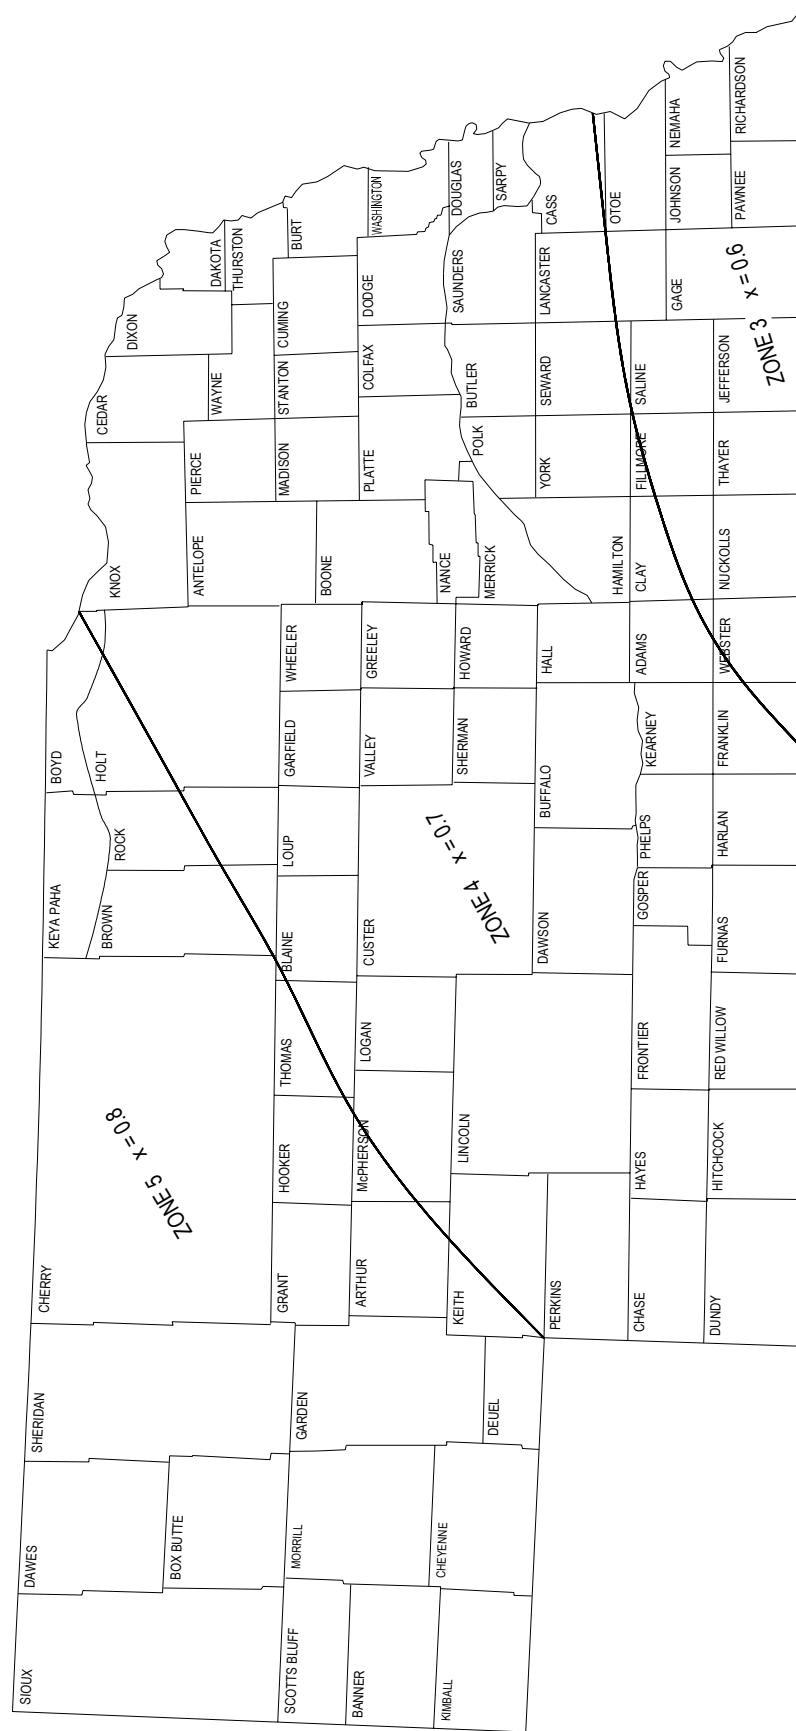 SIOUX
DAWES
SHERIDAN
CHERRY
KEYA PAHA
BOYD
BOX BUTTE
BROWN
ROCK
HOLT
KNOX
CEDAR
DIXON
DAKOTA
THURSTON
ANTELOPE
PIERCE
WAYNE
ZONE 5  x = 0.8
SCOTTS BLUFF
MORRILL
GARDEN
GRANT
HOOKER
THOMAS
BLAINE
LOUP
GARFIELD
WHEELER
BOONE
MADISON
STANTON
CUMING
BURT
BANNER
ARTHUR
McPHERSON
LOGAN
CUSTER
VALLEY
GREELEY
NANCE
PLATTE
COLFAX
DODGE
WASHINGTON
KIMBALL
CHEYENNE
DEUEL
KEITH
LINCOLN
ZONE 4  x = 0.7
SHERMAN
HOWARD
MERRICK
POLK
BUTLER
SAUNDERS
DOUGLAS
SARPY
PERKINS
DAWSON
BUFFALO
HALL
HAMILTON
YORK
SEWARD
LANCASTER
CASS
OTOE
CHASE
HAYES
FRONTIER
GOSPER
PHELPS
KEARNEY
ADAMS
CLAY
FILLMORE
SALINE
GAGE
JOHNSON
NEMAHA
DUNDY
HITCHCOCK
RED WILLOW
FURNAS
HARLAN
FRANKLIN
WEBSTER
NUCKOLLS
THAYER
JEFFERSON
ZONE 3  x = 0.6
PAWNEE
RICHARDSON